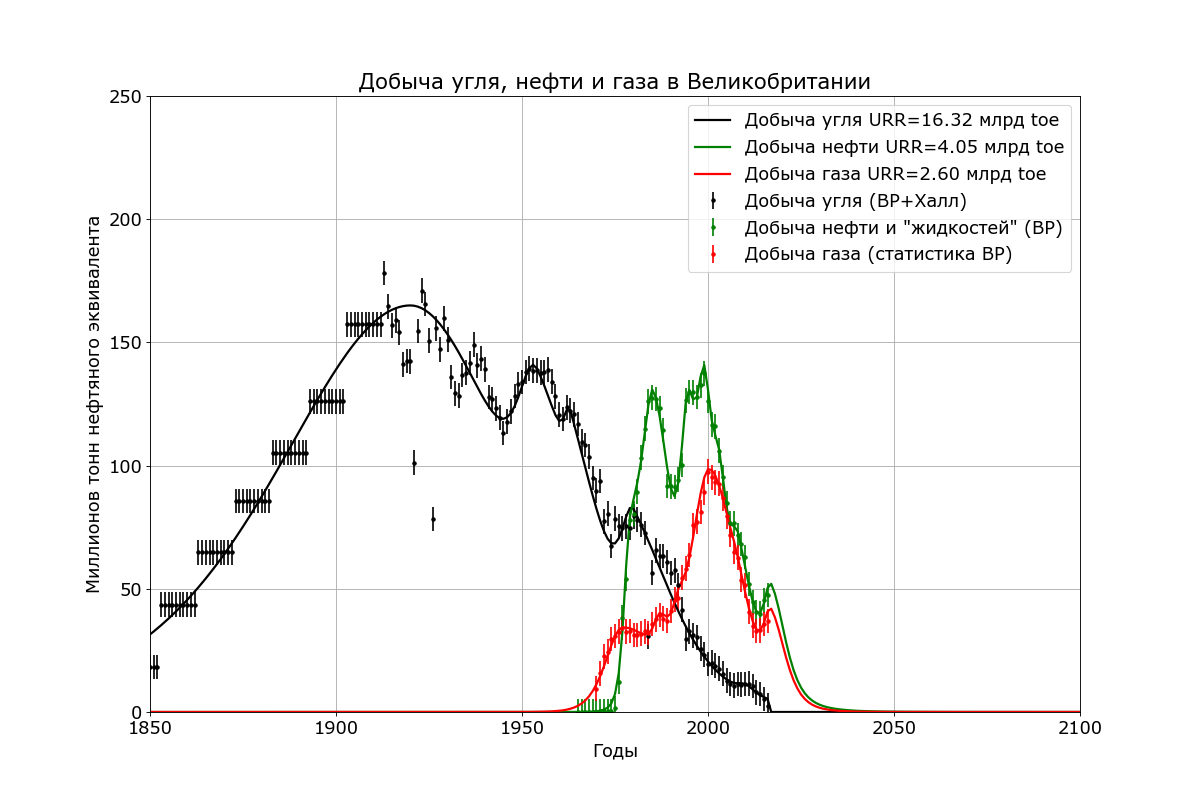 Добыча угля, нефти и газа в Великобритании
Миллионов тонн нефтяного эквивалента
250
200
150
100
50
0
Добыча угля URR=16.32 млрд toe
Добыча нефти URR=4.05 млрд toe
Добыча газа URR=2.60 млрд toe
Добыча угля (BP+Халл)
Добыча нефти и "жидкостей" (BP)
Добыча газа (статистика BP)
1850 1900 1950 2000 2050 2100
Годы